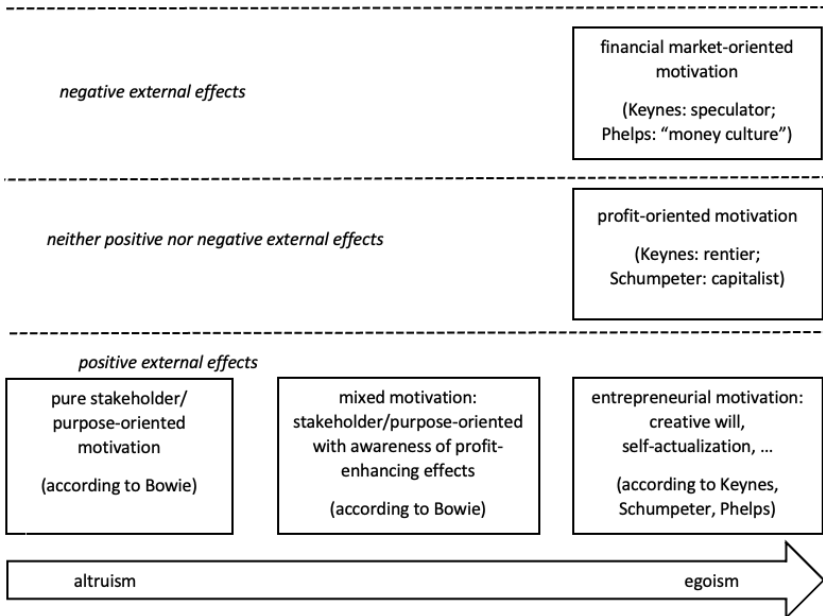 financial market-oriented
motivation
(Keynes: speculator;
Phelps: “money culture”)
negative external effects
profit-oriented motivation
(Keynes: rentier;
Schumpeter: capitalist)
neither positive nor negative external effects
positive external effects
pure stakeholder/
purpose-oriented
motivation
(according to Bowie)
mixed motivation:
stakeholder/purpose-oriented
with awareness of profit-
enhancing effects
(according to Bowie)
entrepreneurial motivation:
creative will,
self-actualization, ...
(according to Keynes,
Schumpeter, Phelps)
altruism
egoism